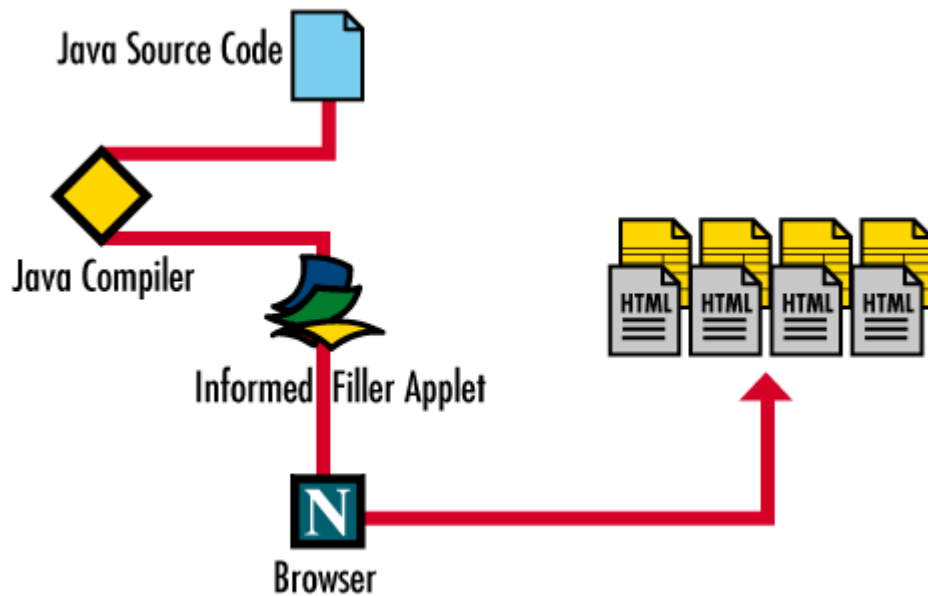 Java Source Code
Java Compiler
HTML HTML HTML HTML
Informed Filler Applet
N
Browser